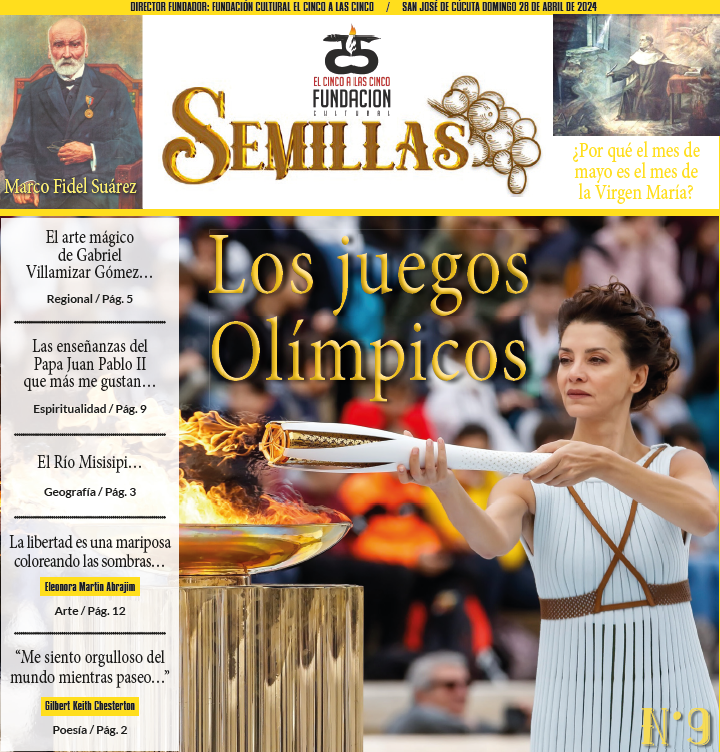 DIRECTOR FUNDADOR: FUNDACIÓN CULTURAL EL CINCO A LAS CINCO / SAN JOSÉ DE CÚCUTA DOMINGO 28 DE ABRIL DE 2024
EL CINCO A LAS CINCO
FUNDACION
CULTURAL
SEMILLAS
Marco Fidel Suárez
¿Por qué el mes de
mayo es el mes de
la Virgen María?
El arte mágico
de Gabriel
Villamizar Gómez…
Regional / Pág. 5
Las enseñanzas del
Papa Juan Pablo II
que más me gustan…
Espiritualidad / Pág. 9
El Río Misisipi…
Geografía / Pág. 3
La libertad es una mariposa
coloreando las sombras…
Eleonora Martin Abrajim
Arte / Pág. 12
“Me siento orgulloso del
mundo mientras paseo…”
Gilbert Keith Chesterton
Poesía / Pág. 2
Los juegos
Olímpicos
N°9